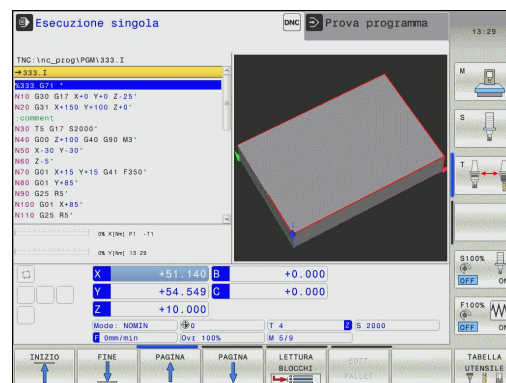 Esecuzione singola
DNC
Prova programma
13:29
TNC:\nc_prog\PGM\333.I
→333.I
%333 G71 *
N10 G30 G17 X+0 Y+0 Z-25*
N20 G31 X+150 Y+100 Z+0*
;comment
N30 T5 G17 S2000*
N40 G00 Z+100 G40 G90 M3*
N50 X-30 Y-30*
N60 Z-5*
N70 G01 X+15 Y+15 G41 F350*
N80 G01 Y+85*
N90 G25 R5*
N100 G01 X+85*
N110 G25 R5*
0% X[Nm] P1 -T1
0% Y[Nm] 13:29
X +51.140 B +0.000
Y +54.549 C +0.000
Z +10.000
Mode: NOMIN 0 T 4 Z S 2000
F 0mm/min Ovr 100% M 5/9
M
S
T
S100%
OFF ON
F100%
OFF ON
INIZIO
FINE
PAGINA
PAGINA
LETTURA
BLOCCHI
EDIT
PALLET
TABELLA
UTENSILE